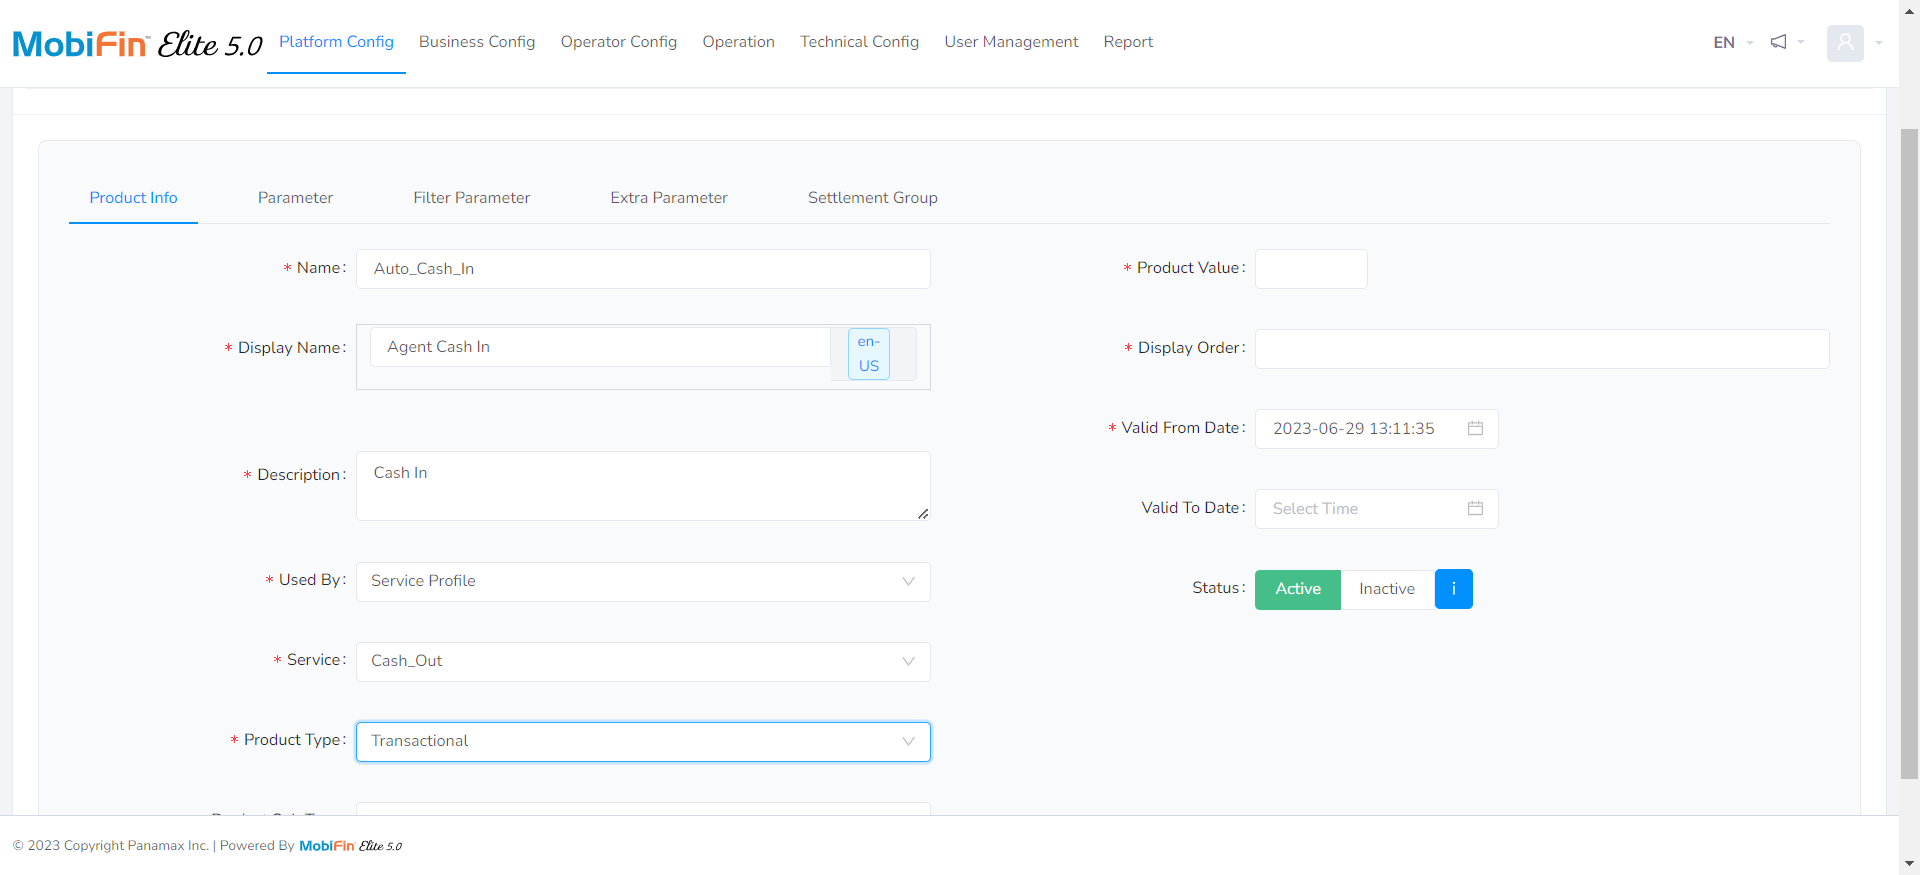 MobiFin Elite 5.0 Platform Config Business Config Operator Config Operation Technical Config User Management Report EN
Product Info Parameter Filter Parameter Extra Parameter Settlement Group
* Name: Auto_Cash_In
* Product Value:
* Display Name: Agent Cash In en-
US
* Display Order:
* Valid From Date: 2023-06-29 13:11:35
* Description: Cash In
Valid To Date: Select Time
* Used By: Service Profile
Status: Active Inactive i
* Service: Cash_Out
* Product Type: Transactional
© 2023 Copyright Panamax Inc. | Powered By MobiFin Elite 5.0